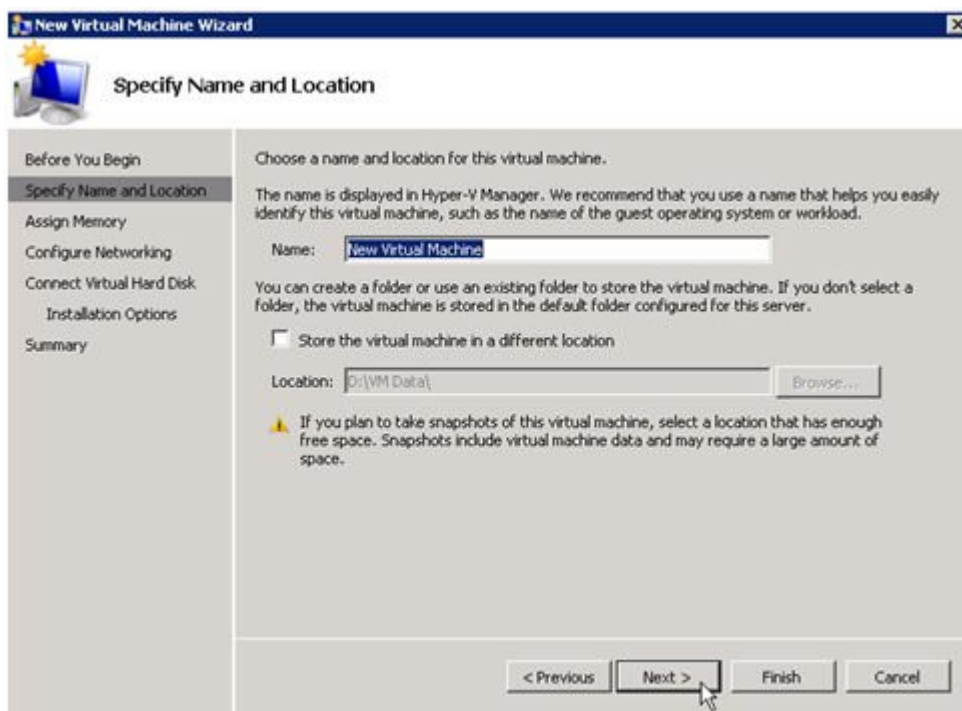 New Virtual Machine Wizard
Specify Name and Location
Before You Begin
Specify Name and Location
Assign Memory
Configure Networking
Connect Virtual Hard Disk
Installation Options
Summary
Choose a name and location for this virtual machine.
The name is displayed in Hyper-V Manager. We recommend that you use a name that helps you easily
identify this virtual machine, such as the name of the guest operating system or workload.
Name: New Virtual Machine
You can create a folder or use an existing folder to store the virtual machine. If you don't select a
folder, the virtual machine is stored in the default folder configured for this server.
Store the virtual machine in a different location
Location: D:\VM Data\ Browse...
If you plan to take snapshots of this virtual machine, select a location that has enough
free space. Snapshots include virtual machine data and may require a large amount of
space.
< Previous Next > Finish Cancel